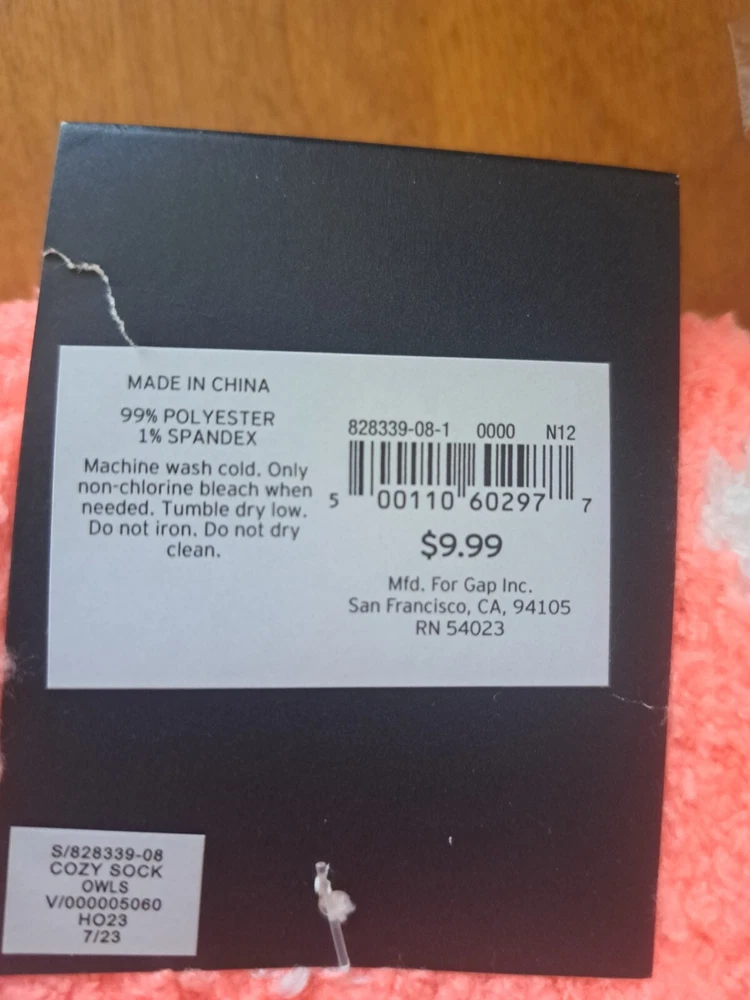 MADE IN CHINA
99% POLYESTER
1% SPANDEX
Machine wash cold. Only
non-chlorine bleach when
needed. Tumble dry low.
Do not iron. Do not dry
clean.
828339-08-1 0000 N12
5 00110 60297 7
$9.99
Mfd. For Gap Inc.
San Francisco, CA, 94105
RN 54023
S/828339-08
COZY SOCK
OWLS
V/000005060
HO23
7/23